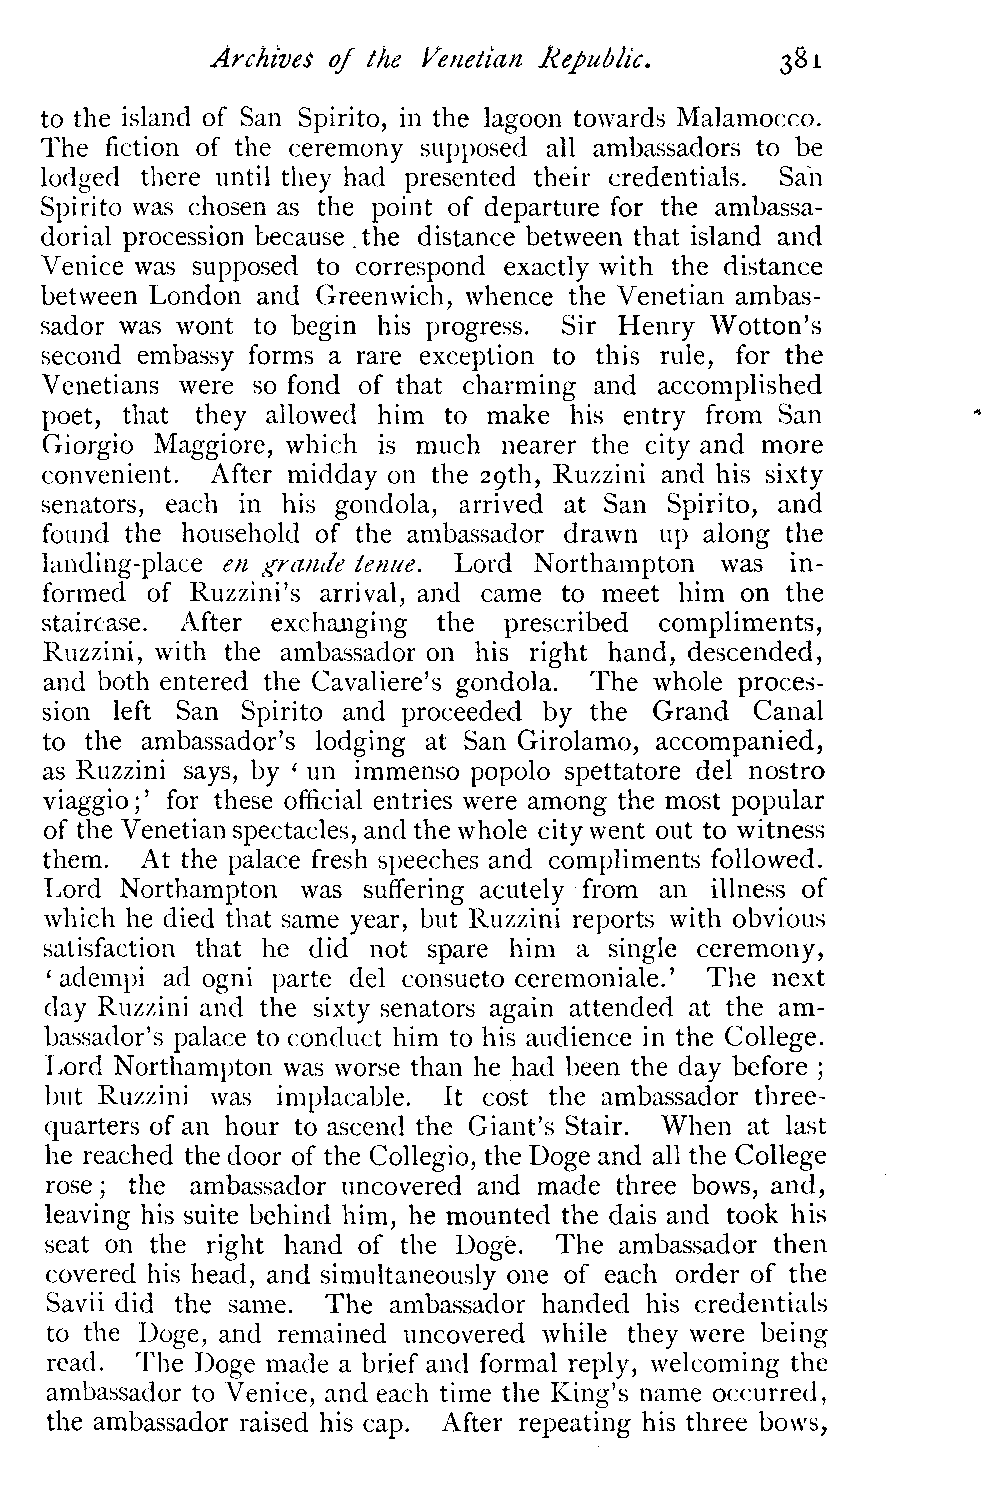 Archives of the Venetian Republic. 381
to the island of San Spirito, in the lagoon towards Malamocco.
The fiction of the ceremony supposed all ambassadors to be
lodged there until they had presented their credentials. San
Spirito was chosen as the point of departure for the ambassa-
dorial procession because the distance between that island and
Venice was supposed to correspond exactly with the distance
between London and Greenwich, whence the Venetian ambas-
sador was wont to begin his progress. Sir Henry Wotton's
second embassy forms a rare exception to this rule, for the
Venetians were so fond of that charming and accomplished
poet, that they allowed him to make his entry from San
Giorgio Maggiore, which is much nearer the city and more
convenient. After midday on the 29th, Ruzzini and his sixty
senators, each in his gondola, arrived at San Spirito, and
found the household of the ambassador drawn up along the
landing-place en grande tenue. Lord Northampton was in-
formed of Ruzzini's arrival, and came to meet him on the
staircase. After exchanging the prescribed compliments,
Ruzzini, with the ambassador on his right hand, descended,
and both entered the Cavaliere's gondola. The whole proces-
sion left San Spirito and proceeded by the Grand Canal
to the ambassador's lodging at San Girolamo, accompanied,
as Ruzzini says, by ‘ un immenso popolo spettatore del nostro
viaggio ;’ for these official entries were among the most popular
of the Venetian spectacles, and the whole city went out to witness
them. At the palace fresh speeches and compliments followed.
Lord Northampton was suffering acutely from an illness of
which he died that same year, but Ruzzini reports with obvious
satisfaction that he did not spare him a single ceremony,
‘ adempi ad ogni parte del consueto ceremoniale.’ The next
day Ruzzini and the sixty senators again attended at the am-
bassador's palace to conduct him to his audience in the College.
Lord Northampton was worse than he had been the day before ;
but Ruzzini was implacable. It cost the ambassador three-
quarters of an hour to ascend the Giant's Stair. When at last
he reached the door of the Collegio, the Doge and all the College
rose ; the ambassador uncovered and made three bows, and,
leaving his suite behind him, he mounted the dais and took his
seat on the right hand of the Doge. The ambassador then
covered his head, and simultaneously one of each order of the
Savii did the same. The ambassador handed his credentials
to the Doge, and remained uncovered while they were being
read. The Doge made a brief and formal reply, welcoming the
ambassador to Venice, and each time the King's name occurred,
the ambassador raised his cap. After repeating his three bows,